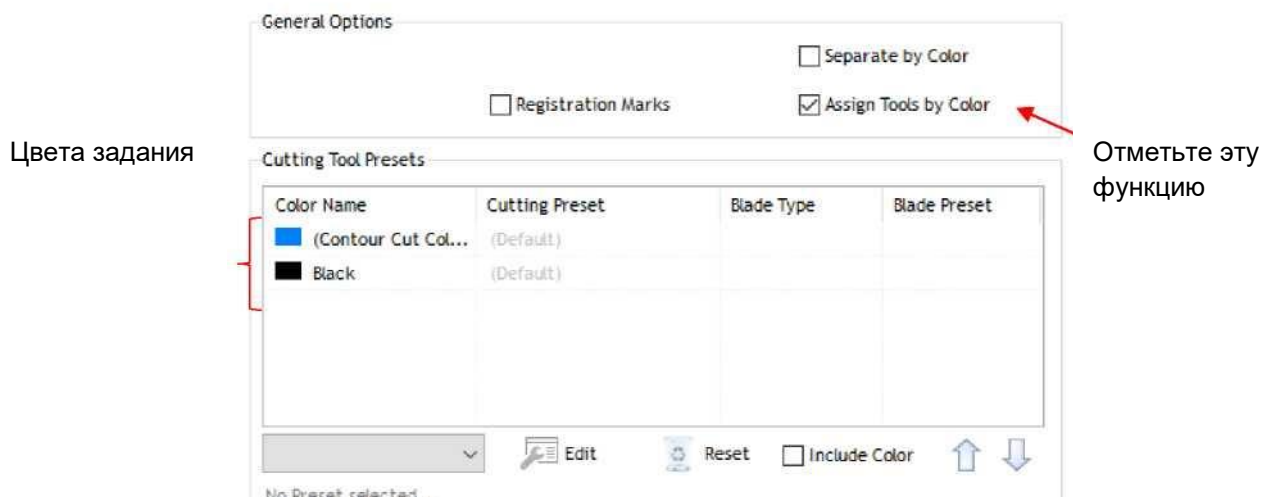 General Options
Separate by Color
Registration Marks
Assign Tools by Color
Цвета задания
Отметьте эту
функцию
Cutting Tool Presets
Color Name Cutting Preset Blade Type Blade Preset
(Contour Cut Col... (Default)
Black (Default)
Edit Reset Include Color
No Preset selected ...